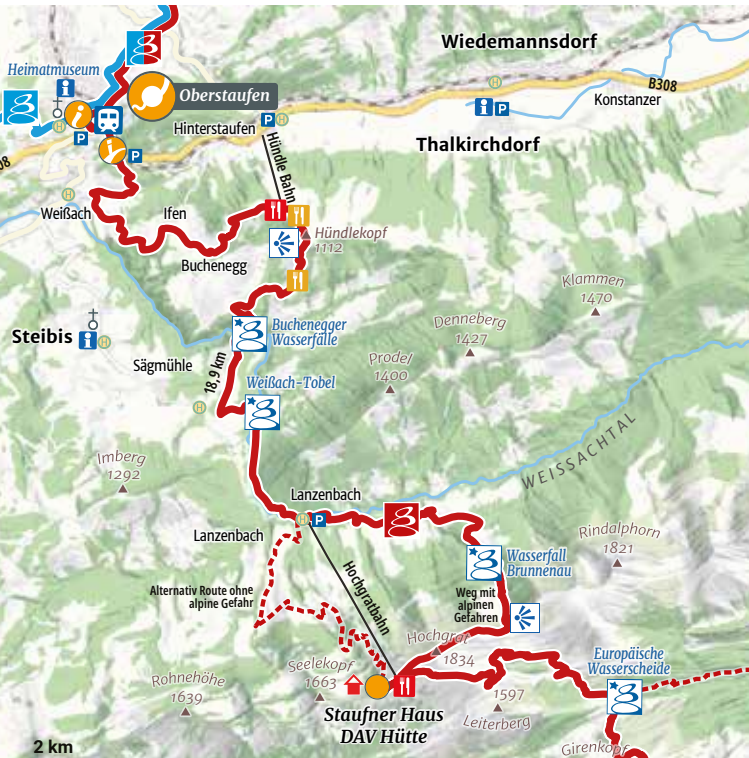 Wiedemannsdorf
Heimatmuseum
B308
Oberstaufen
Konstanzer
Hinterstaufen
P
P
Thalkirchdorf
08
Hündle Bahn
Weißach
Ifen
Hündlekopf
1112
Buchenegg
Klammen
1470
Steibis
Buchenegger
Wasserfälle
Denneberg
1427
Sägmühle
18,9 km
Prodel
1400
Weißach-Tobel
WEISSACHTAL
Imberg
1292
Lanzenbach
P
Lanzenbach
Rindalphorn
1821
Wasserfall
Brunnenau
Hochgratbahn
Alternativ Route ohne
alpine Gefahr
Weg mit
alpinen
Gefahren
Hochgrat
1834
Europäische
Wasserscheide
Seelekopf
1663
Rohnehöhe
1639
1597
Leiterberg
Staufner Haus
DAV Hütte
Girenkopf
2 km